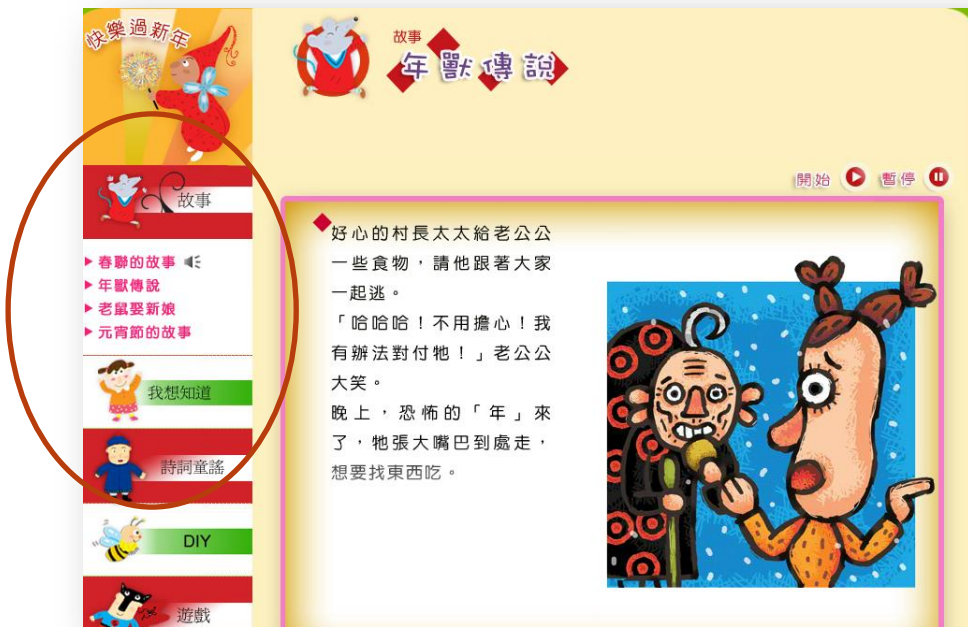 快樂過新年
故事
年獸傳說
開始
暫停
故事
春聯的故事
年獸傳說
老鼠娶新娘
元宵節的故事
我想知道
詩詞童謠
DIY
遊戲
好心的村長太太給老公公
一些食物，請他跟著大家
一起逃。
「哈哈哈！不用擔心！我
有辦法對付牠！」老公公
大笑。
晚上，恐怖的「年」來
了，牠張大嘴巴到處走，
想要找東西吃。